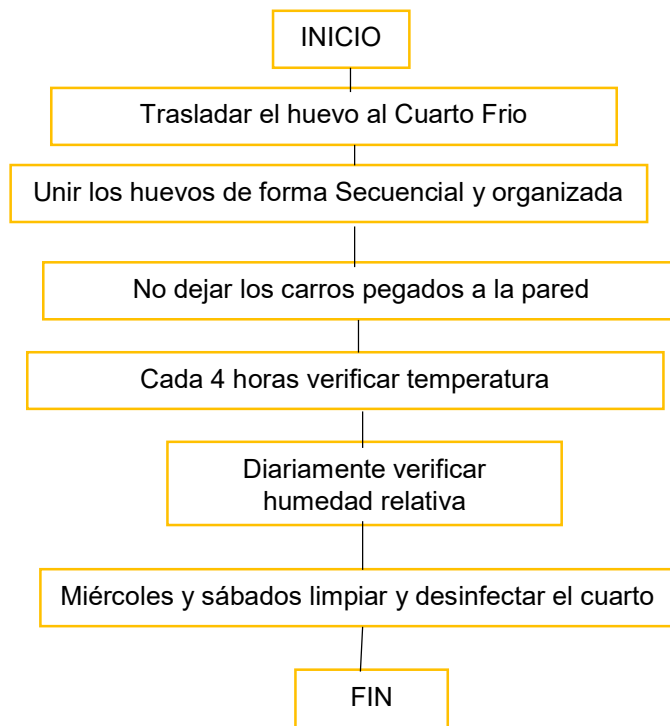 INICIO
Trasladar el huevo al Cuarto Frio
Unir los huevos de forma Secuencial y organizada
No dejar los carros pegados a la pared
Cada 4 horas verificar temperatura
Diariamente verificar
humedad relativa
Miércoles y sábados limpiar y desinfectar el cuarto
FIN